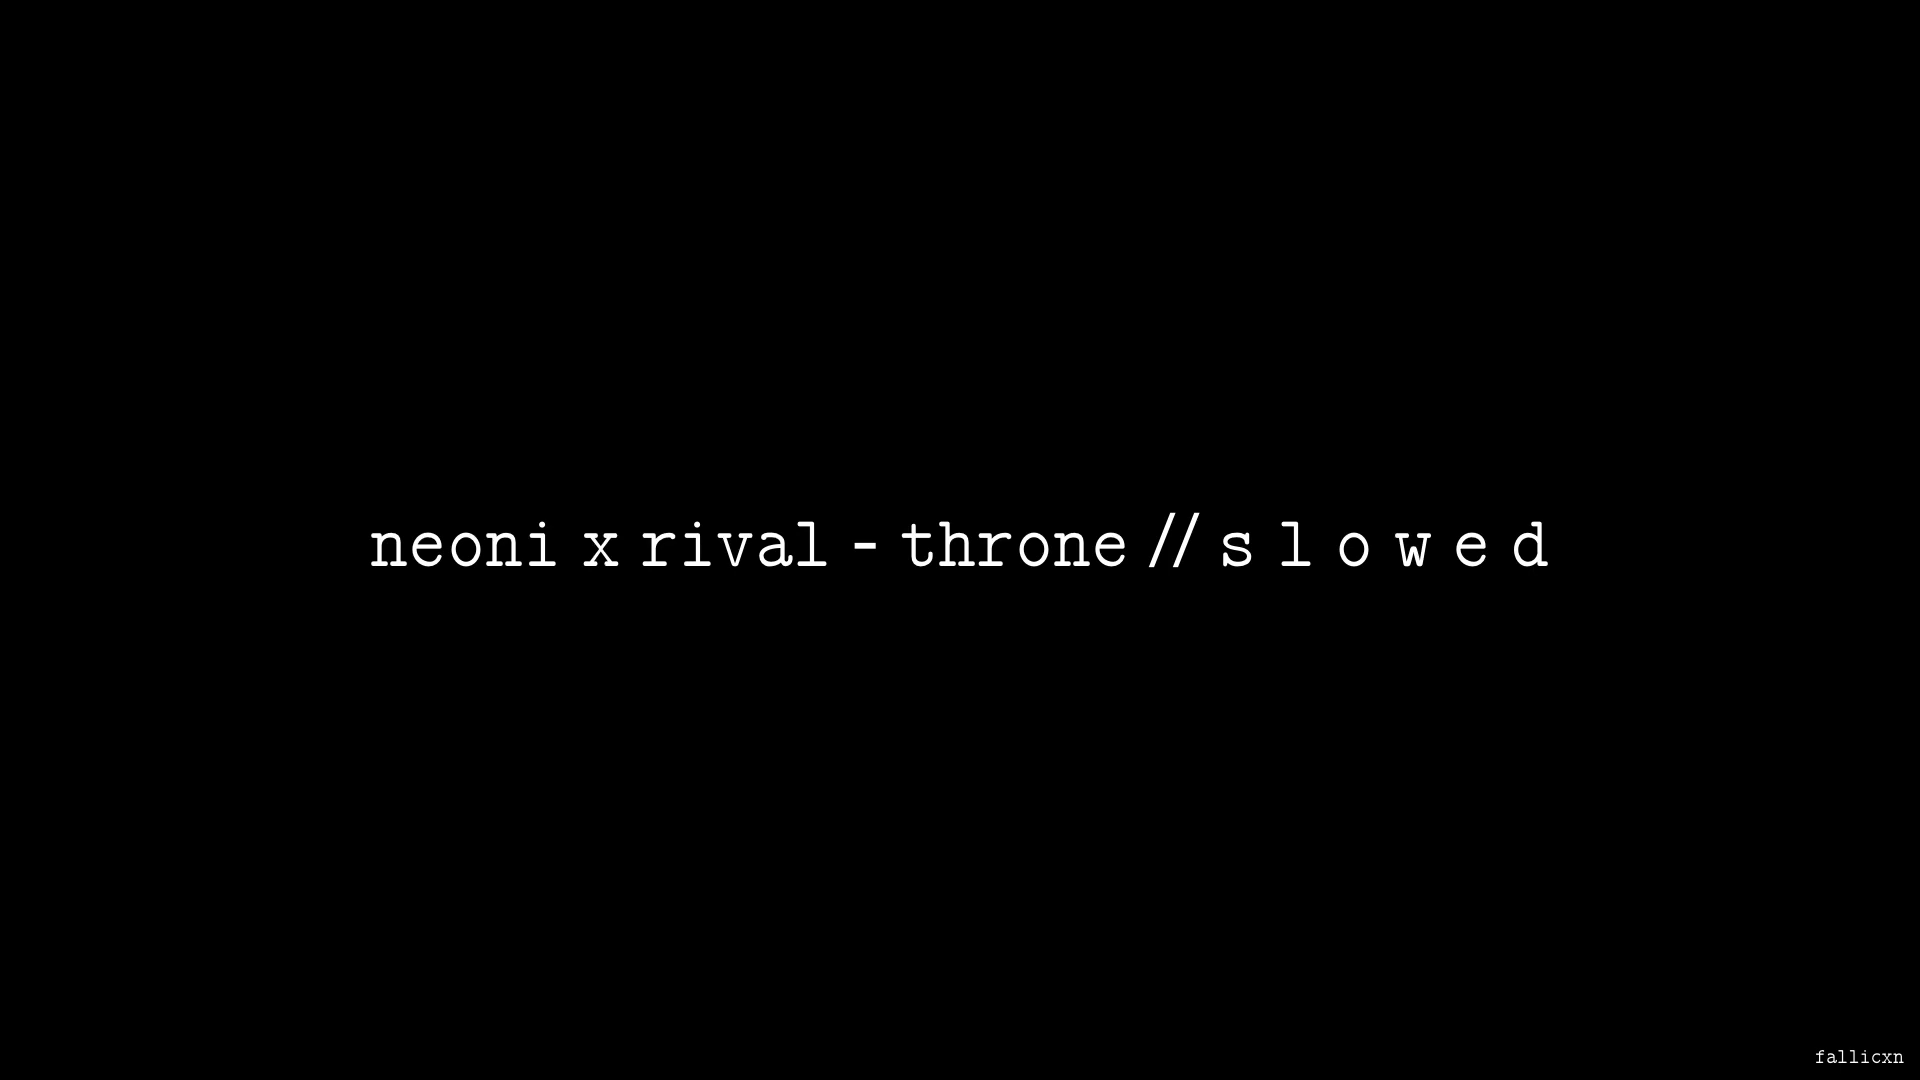 neoni x rival - throne // s l o w e d
fallicxn